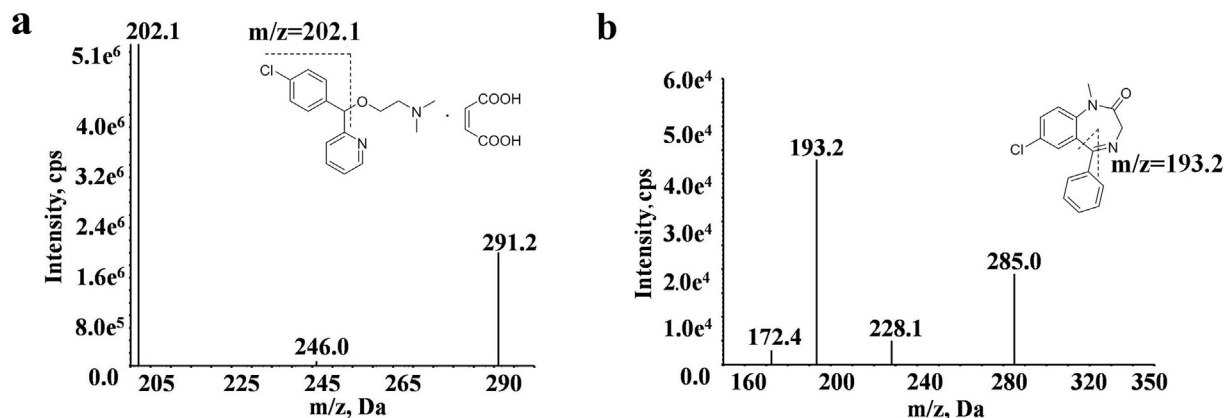 a
202.1
m/z=202.1
5.1e⁶
4.0e⁶
3.2e⁶
2.4e⁶
1.6e⁶
8.0e⁵
0.0
Intensity, cps
Cl
O
N
N
COOH
COOH
291.2
246.0
205 225 245 265 290
m/z, Da
b
6.0e⁴
5.0e⁴
4.0e⁴
3.0e⁴
2.0e⁴
1.0e⁴
0.0
Intensity, cps
193.2
285.0
228.1
172.4
N
O
Cl
N
m/z=193.2
160 200 240 280 320 350
m/z, Da